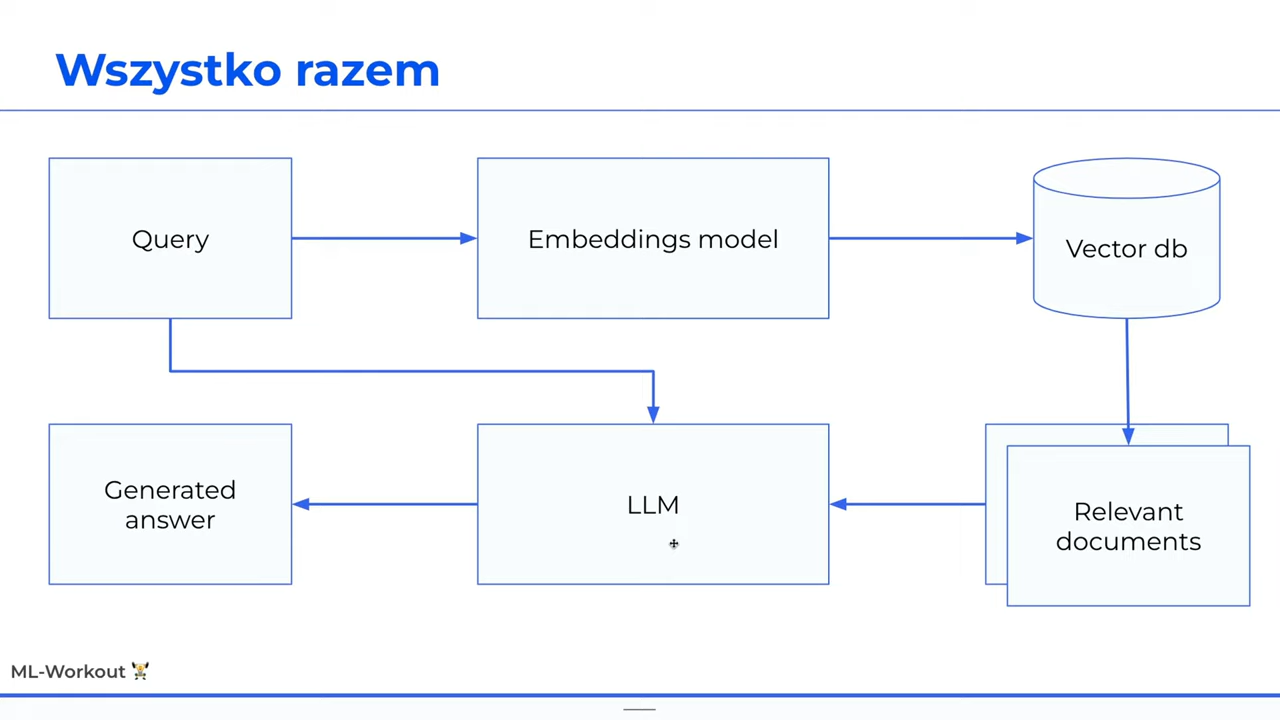 Wszystko razem
Query
Embeddings model
Vector db
Generated
answer
LLM
Relevant
documents
ML-Workout